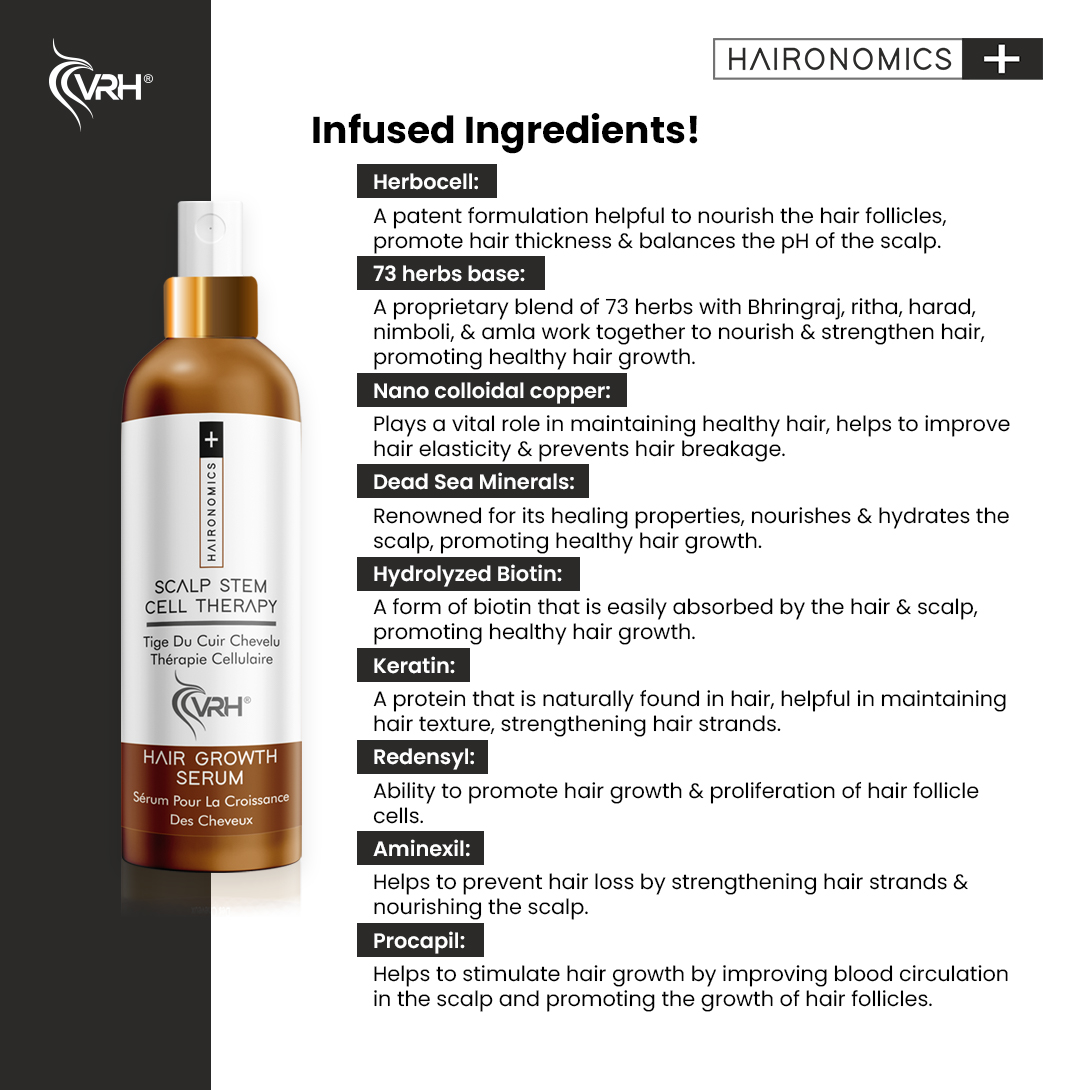 VRH®
HAIRONOMICS +
Infused Ingredients!
Herbocell:
A patent formulation helpful to nourish the hair follicles,
promote hair thickness & balances the pH of the scalp.
73 herbs base:
A proprietary blend of 73 herbs with Bhringraj, ritha, harad,
nimboli, & amla work together to nourish & strengthen hair,
promoting healthy hair growth.
Nano colloidal copper:
Plays a vital role in maintaining healthy hair, helps to improve
hair elasticity & prevents hair breakage.
Dead Sea Minerals:
Renowned for its healing properties, nourishes & hydrates the
scalp, promoting healthy hair growth.
Hydrolyzed Biotin:
A form of biotin that is easily absorbed by the hair & scalp,
promoting healthy hair growth.
Keratin:
A protein that is naturally found in hair, helpful in maintaining
hair texture, strengthening hair strands.
Redensyl:
Ability to promote hair growth & proliferation of hair follicle
cells.
Aminexil:
Helps to prevent hair loss by strengthening hair strands &
nourishing the scalp.
Procapil:
Helps to stimulate hair growth by improving blood circulation
in the scalp and promoting the growth of hair follicles.
HAIRONOMICS +
SCALP STEM
CELL THERAPY
Tige Du Cuir Chevelu
Thérapie Cellulaire
VRH®
HAIR GROWTH
SERUM
Sérum Pour La Croissance
Des Cheveux